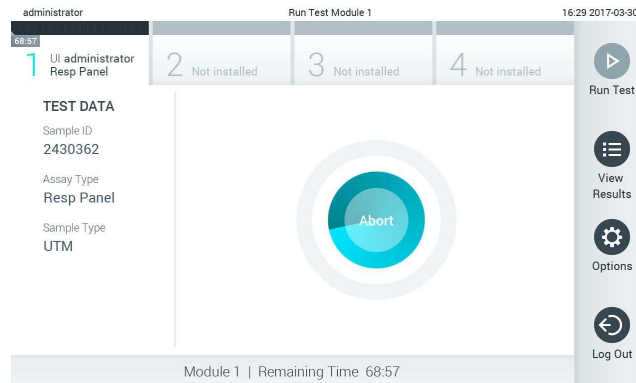 administrator Run Test Module 1 16:29 2017-03-30
68:57
1 UI administrator
Resp Panel
2 Not installed
3 Not installed
4 Not installed
TEST DATA
Sample ID
2430362
Assay Type
Resp Panel
Sample Type
UTM
Abort
Run Test
View
Results
Options
Log Out
Module 1 | Remaining Time 68:57